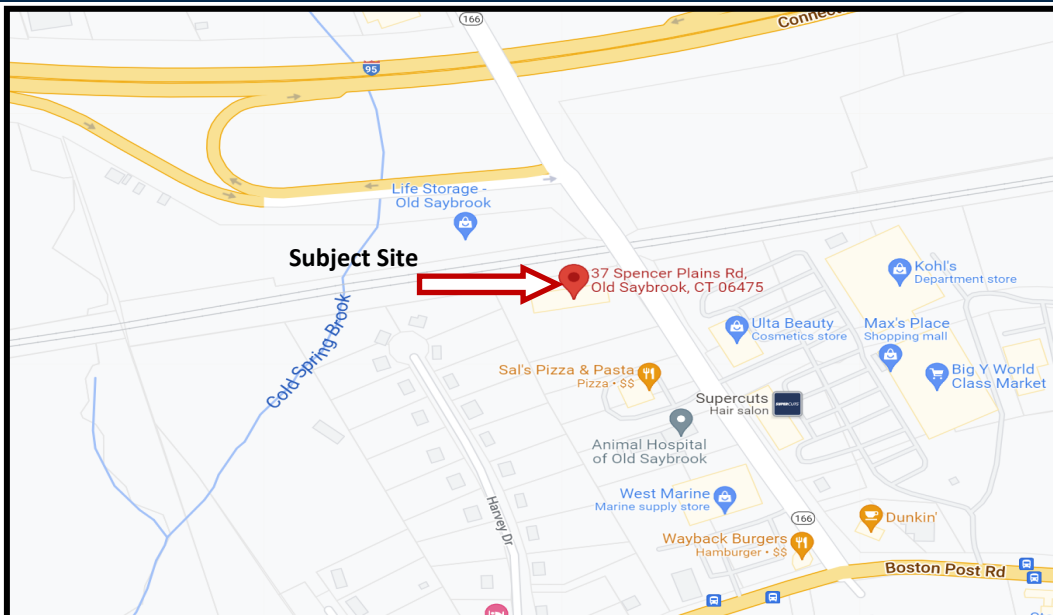 166
Connect
95
Life Storage -
Old Saybrook
Subject Site
37 Spencer Plains Rd,
Old Saybrook, CT 06475
Kohl's
Department store
Cold Spring Brook
Ulta Beauty
Cosmetics store
Max's Place
Shopping mall
Sal's Pizza & Pasta
Pizza • $$
Big Y World
Class Market
Supercuts
Hair salon
SUPERCUTS
Animal Hospital
of Old Saybrook
West Marine
Marine supply store
Harvey Dr
166
Dunkin'
Wayback Burgers
Hamburger • $$
Boston Post Rd